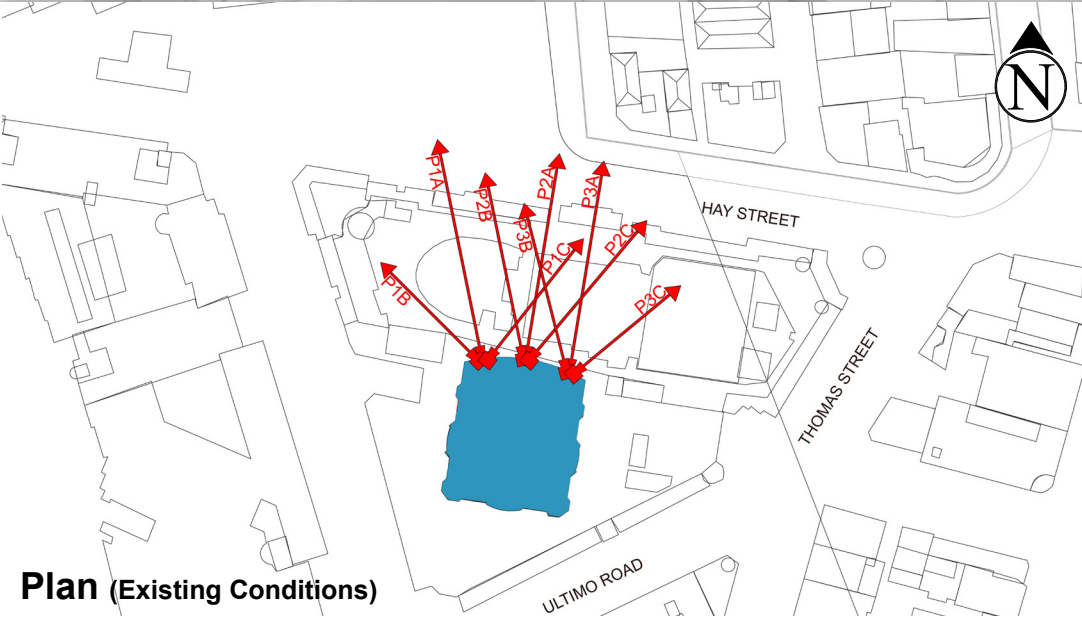 N
P1A
P2B
P2A
P3A
P3B
P1C
P2C
P1B
P3C
HAY STREET
THOMAS STREET
ULTIMO ROAD
Plan (Existing Conditions)